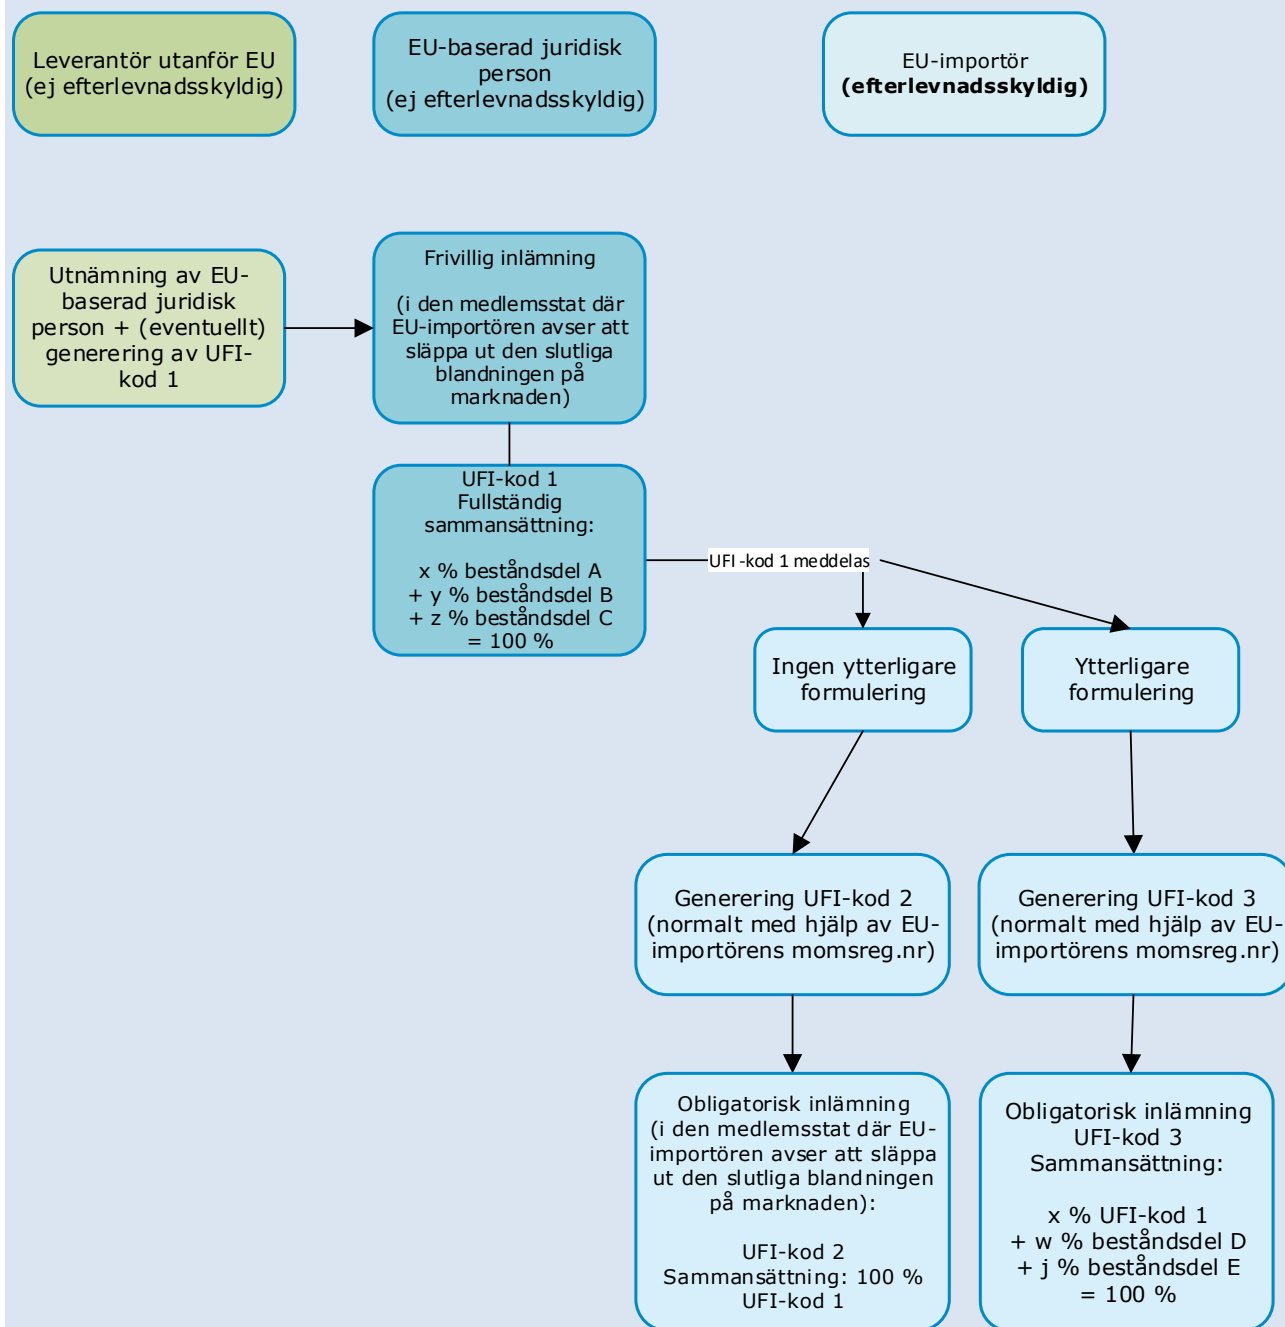 Leverantör utanför EU
(ej efterlevnadsskyldig)
EU-baserad juridisk
person
(ej efterlevnadsskyldig)
EU-importör
(efterlevnadsskyldig)
Utnämning av EU-
baserad juridisk
person + (eventuellt)
generering av UFI-
kod 1
Frivillig inlämning
(i den medlemsstat där
EU-importören avser att
släppa ut den slutliga
blandningen på
marknaden)
UFI-kod 1
Fullständig
sammansättning:
x % beståndsdel A
+ y % beståndsdel B
+ z % beståndsdel C
= 100 %
UFI-kod 1 meddelas
Ingen ytterligare
formulering
Ytterligare
formulering
Generering UFI-kod 2
(normalt med hjälp av EU-
importörens momsreg.nr)
Generering UFI-kod 3
(normalt med hjälp av EU-
importörens momsreg.nr)
Obligatorisk inlämning
(i den medlemsstat där EU-
importören avser att släppa
ut den slutliga blandningen
på marknaden):
UFI-kod 2
Sammansättning: 100 %
UFI-kod 1
Obligatorisk inlämning
UFI-kod 3
Sammansättning:
x % UFI-kod 1
+ w % beståndsdel D
+ j % beståndsdel E
= 100 %